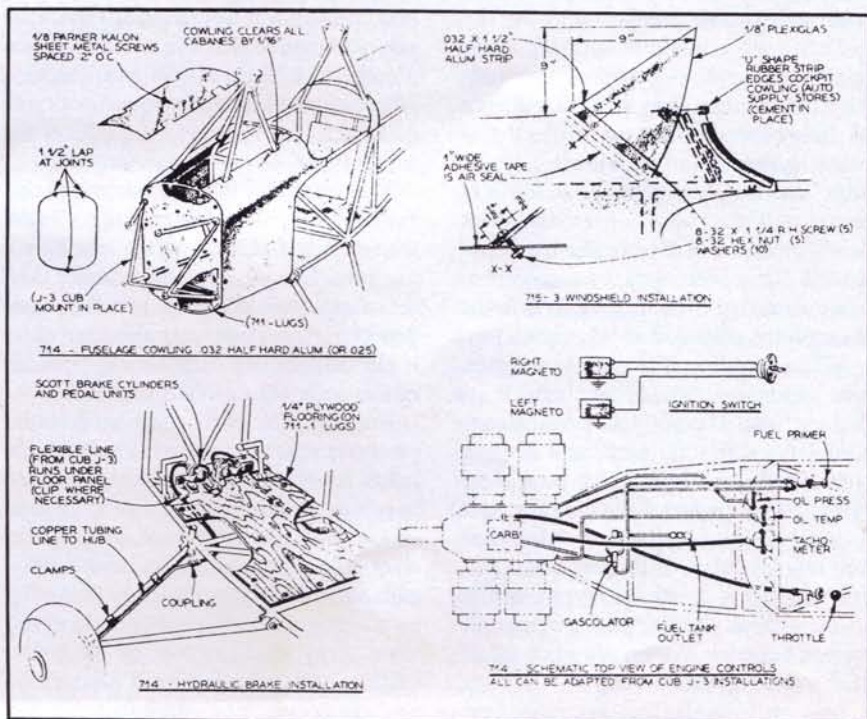 1/8 PARKER KALON
SHEET METAL SCREWS
SPACED 2" O.C.
COWLING CLEARS ALL
CABANES BY 1/16"
1 1/2" LAP
AT JOINTS
(J-3 CUB
MOUNT IN PLACE)
(711-LUGS)
714 - FUSELAGE COWLING .032 HALF HARD ALUM (OR .025)
.032 X 1 1/2"
HALF HARD
ALUM STRIP
9"
9"
1/8" PLEXIGLAS
"U" SHAPE
RUBBER STRIP
EDGES COCKPIT
COWLING (AUTO
SUPPLY STORES)
(CEMENT IN
PLACE)
1" WIDE
ADHESIVE TAPE
IS AIR SEAL
X
X
X-X
8-32 X 1 1/4 R.H. SCREW (5)
8-32 HEX NUT (5)
WASHERS (10)
715-3 WINDSHIELD INSTALLATION
SCOTT BRAKE CYLINDERS
AND PEDAL UNITS
1/4" PLYWOOD
FLOORING (ON
711-1 LUGS)
FLEXIBLE LINE
(FROM CUB J-3)
RUNS UNDER
FLOOR PANEL
(CLIP WHERE
NECESSARY)
COPPER TUBING
LINE TO HUB
CLAMPS
COUPLING
714 - HYDRAULIC BRAKE INSTALLATION
RIGHT
MAGNETO
LEFT
MAGNETO
IGNITION SWITCH
FUEL PRIMER
OIL PRESS
OIL TEMP
TACHO
METER
CARB
GASCOLATOR
FUEL TANK
OUTLET
THROTTLE
714 - SCHEMATIC TOP VIEW OF ENGINE CONTROLS
ALL CAN BE ADAPTED FROM CUB J-3 INSTALLATIONS